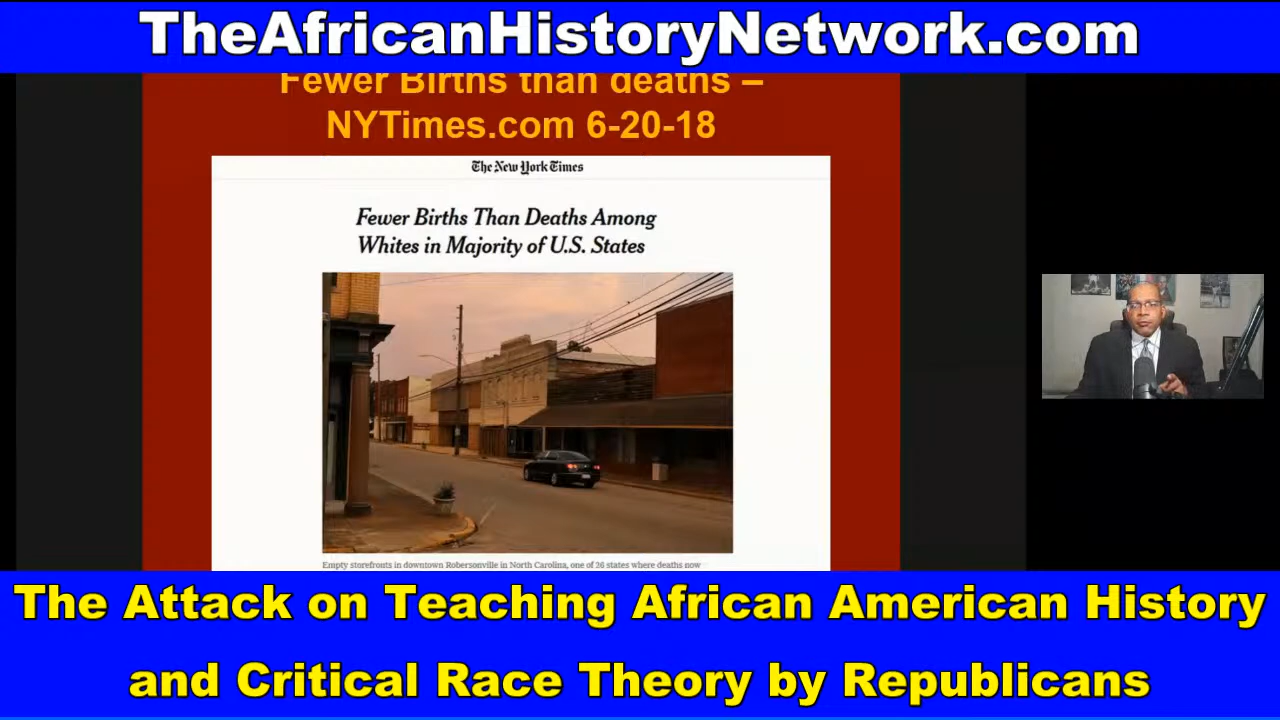 TheAfricanHistoryNetwork.com
Fewer Births than deaths –
NYTimes.com 6-20-18
The New York Times
Fewer Births Than Deaths Among
Whites in Majority of U.S. States
Empty storefronts in downtown Robersonville in North Carolina, one of 26 states where deaths now
The Attack on Teaching African American History
and Critical Race Theory by Republicans